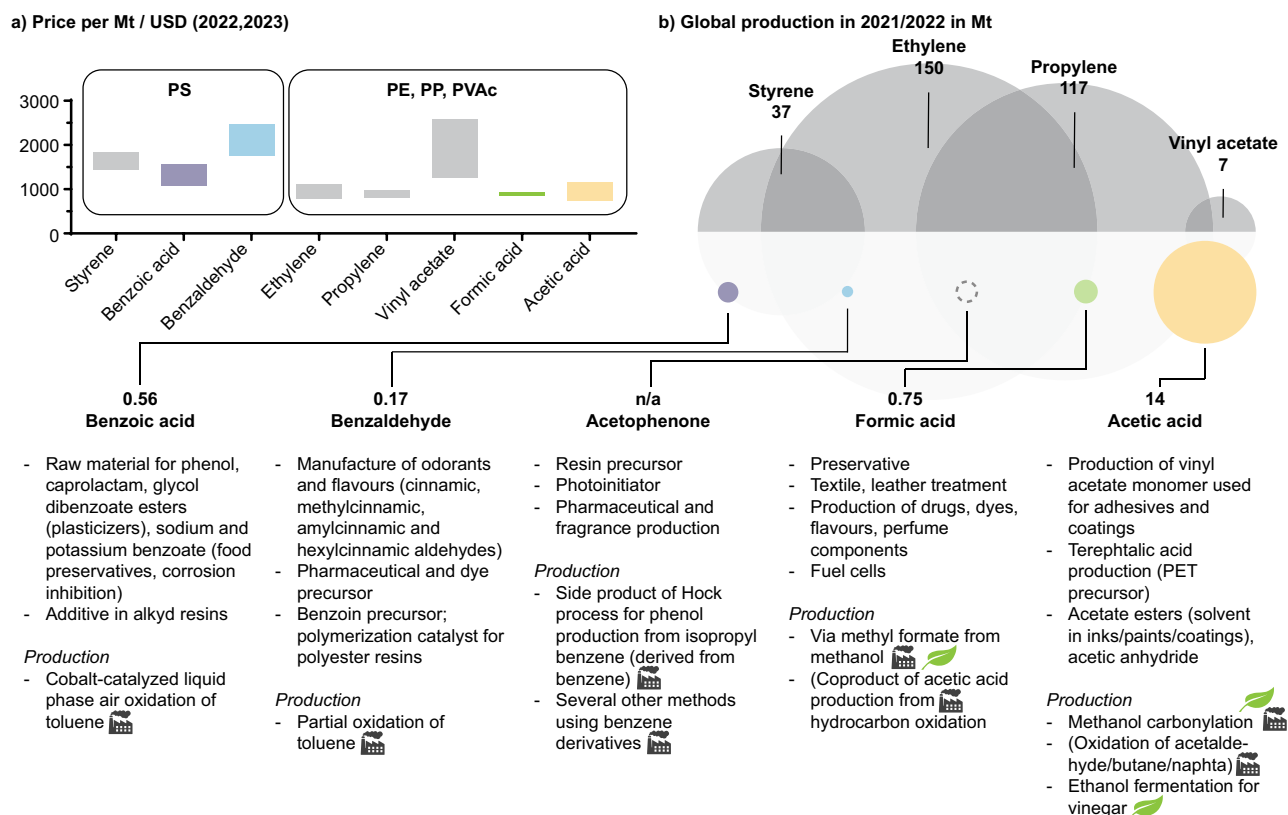 a) Price per Mt / USD (2022,2023)
PS
PE, PP, PVAc
3000
2000
1000
0
Styrene
Benzoic acid
Benzaldehyde
Ethylene
Propylene
Vinyl acetate
Formic acid
Acetic acid
b) Global production in 2021/2022 in Mt
Ethylene
150
Propylene
117
Styrene
37
Vinyl acetate
7
0.56
Benzoic acid
- Raw material for phenol,
caprolactam, glycol
dibenzoate esters
(plasticizers), sodium and
potassium benzoate (food
preservatives, corrosion
inhibition)
- Additive in alkyd resins
Production
- Cobalt-catalyzed liquid
phase air oxidation of
toluene
0.17
Benzaldehyde
- Manufacture of odorants
and flavours (cinnamic,
methylcinnamic,
amylcinnamic and
hexylcinnamic aldehydes)
- Pharmaceutical and dye
precursor
- Benzoin precursor;
polymerization catalyst for
polyester resins
Production
- Partial oxidation of
toluene
n/a
Acetophenone
- Resin precursor
- Photoinitiator
- Pharmaceutical and
fragrance production
Production
- Side product of Hock
process for phenol
production from isopropyl
benzene (derived from
benzene)
- Several other methods
using benzene
derivatives
0.75
Formic acid
- Preservative
- Textile, leather treatment
- Production of drugs, dyes,
flavours, perfume
components
- Fuel cells
Production
- Via methyl formate from
methanol
- (Coproduct of acetic acid
production from
hydrocarbon oxidation
14
Acetic acid
- Production of vinyl
acetate monomer used
for adhesives and
coatings
- Terephtalic acid
production (PET
precursor)
- Acetate esters (solvent
in inks/paints/coatings),
acetic anhydride
Production
- Methanol carbonylation
- (Oxidation of acetalde-
hyde/butane/naphta)
- Ethanol fermentation for
vinegar